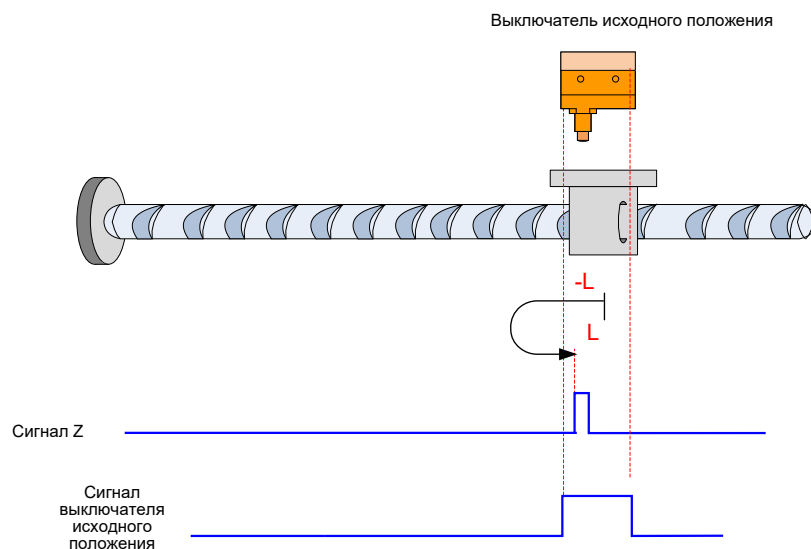 Выключатель исходного положения
-L
L
Сигнал Z
Сигнал
выключателя
исходного
положения